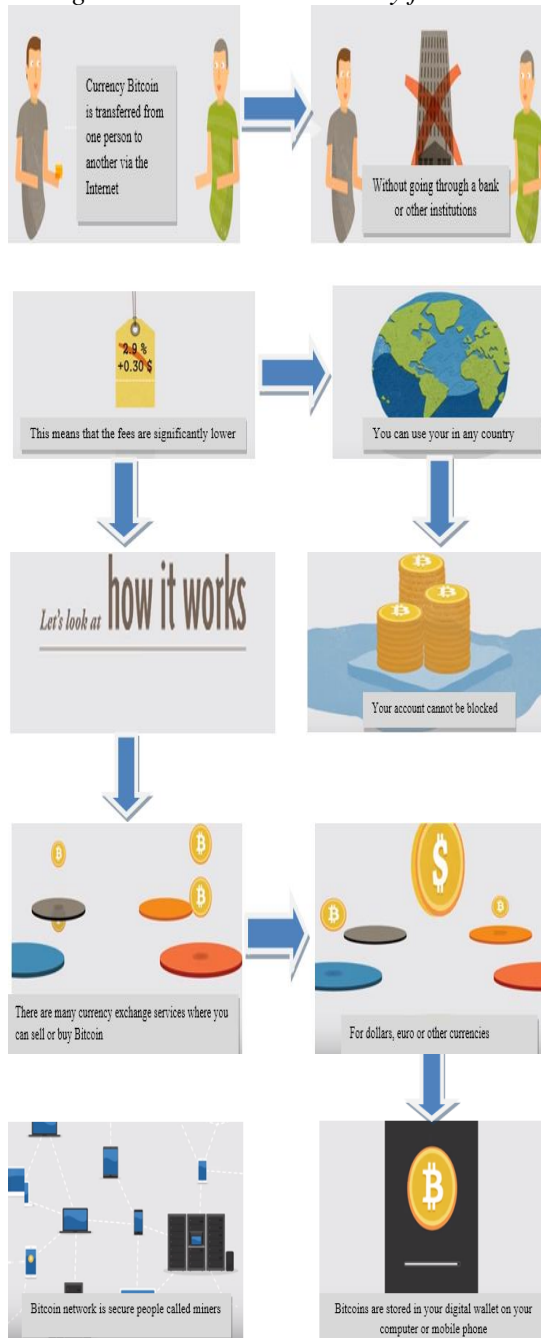 Currency Bitcoin
is transferred from
one person to
another via the
Internet
Without going through a bank
or other institutions
2.9 %
+0.30 $
This means that the fees are significantly lower
You can use your in any country
Let's look at how it works
Your account cannot be blocked
There are many currency exchange services where you
can sell or buy Bitcoin
For dollars, euro or other currencies
Bitcoin network is secure people called miners
Bitcoins are stored in your digital wallet on your
computer or mobile phone